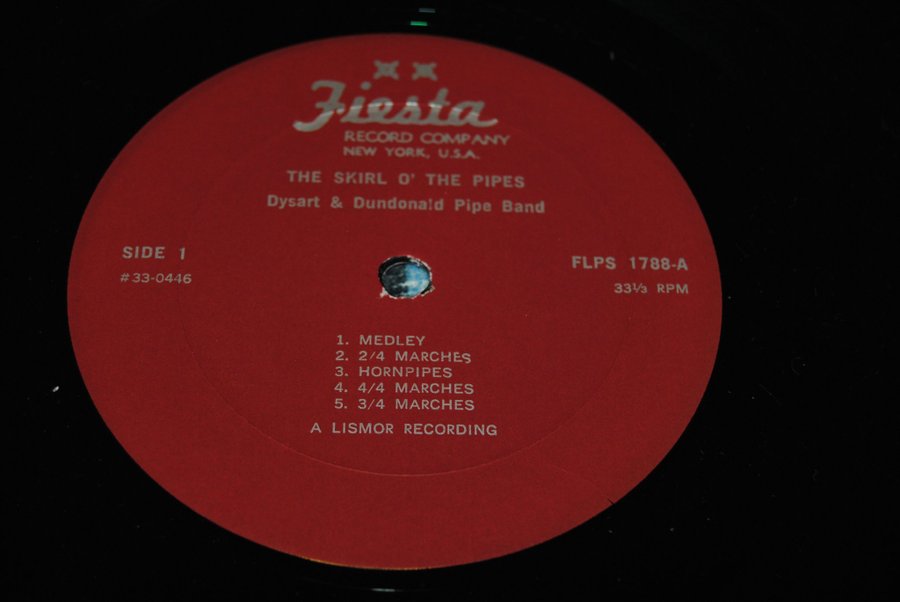 Fiesta
RECORD COMPANY
NEW YORK, U.S.A.
THE SKIRL O' THE PIPES
Dysart & Dundonald Pipe Band
SIDE 1
#33-0446
FLPS 1788-A
33⅓ RPM
1. MEDLEY
2. 2/4 MARCHES
3. HORNPIPES
4. 4/4 MARCHES
5. 3/4 MARCHES
A LISMOR RECORDING